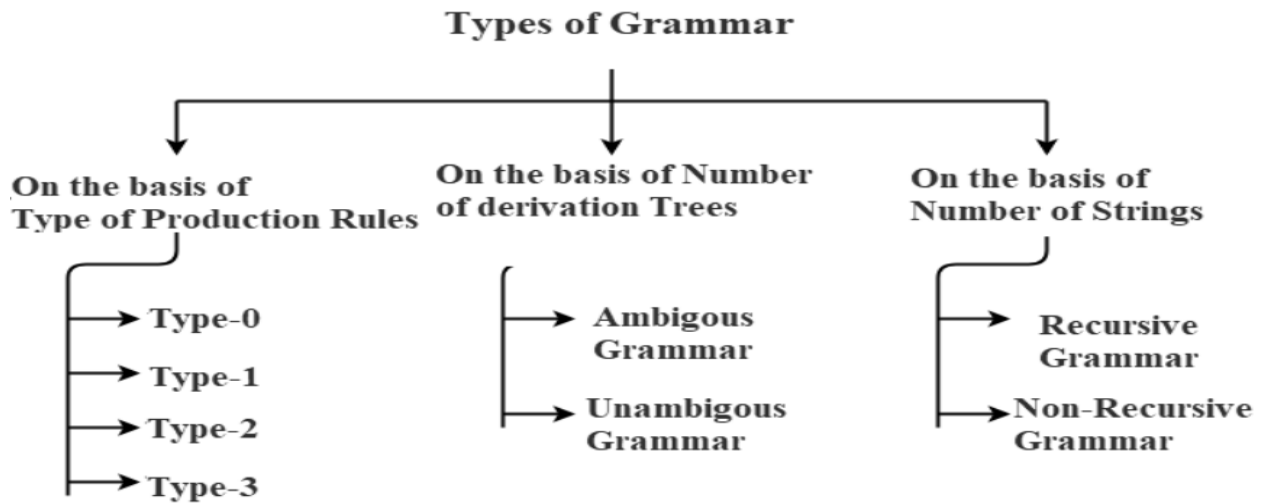 Types of Grammar
On the basis of
Type of Production Rules
Type-0
Type-1
Type-2
Type-3
On the basis of Number
of derivation Trees
Ambigous
Grammar
Unambigous
Grammar
On the basis of
Number of Strings
Recursive
Grammar
Non-Recursive
Grammar